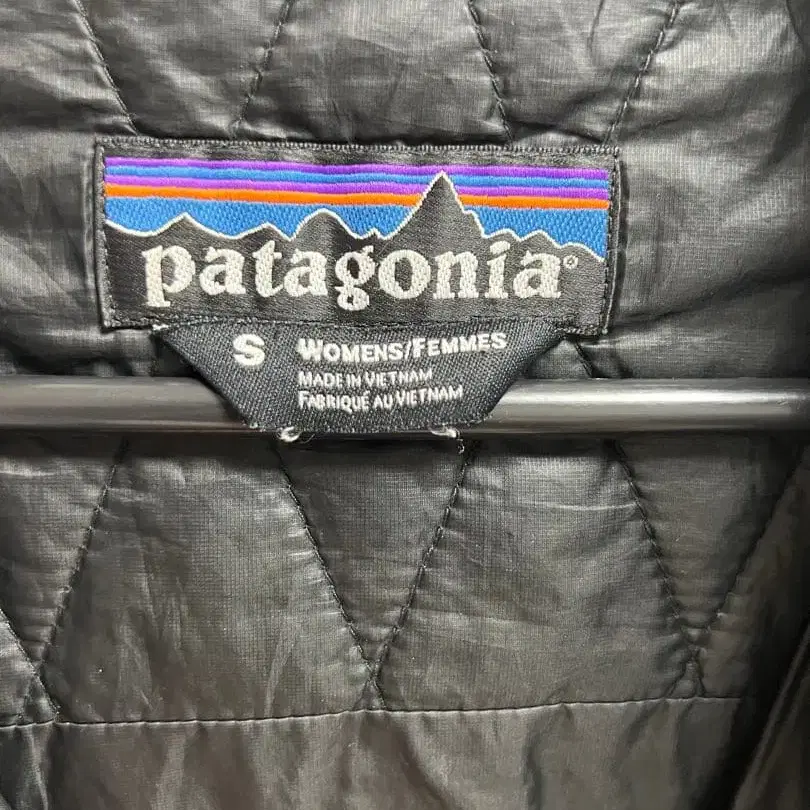 patagonia®
S WOMENS/FEMMES
MADE IN VIETNAM
FABRIQUÉ AU VIETNAM